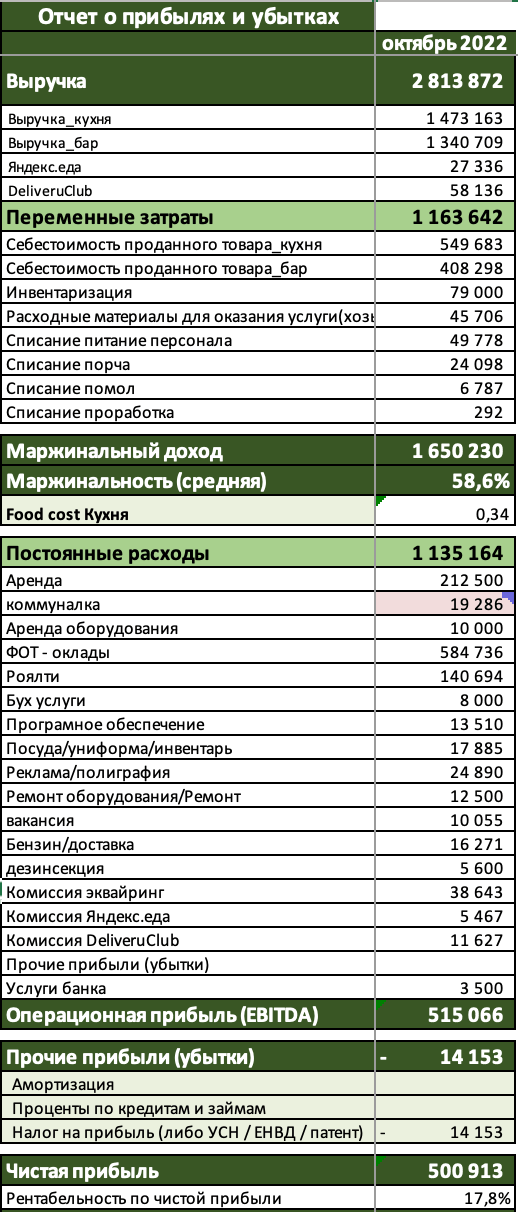 Отчет о прибылях и убытках
октябрь 2022
Выручка 2 813 872
Выручка_кухня 1 473 163
Выручка_бар 1 340 709
Яндекс.еда 27 336
DeliveruClub 58 136
Переменные затраты 1 163 642
Себестоимость проданного товара_кухня 549 683
Себестоимость проданного товара_бар 408 298
Инвентаризация 79 000
Расходные материалы для оказания услуги(хозь 45 706
Списание питание персонала 49 778
Списание порча 24 098
Списание помол 6 787
Списание проработка 292
Маржинальный доход 1 650 230
Маржинальность (средняя) 58,6%
Food cost Кухня 0,34
Постоянные расходы 1 135 164
Аренда 212 500
коммуналка 19 286
Аренда оборудования 10 000
ФОТ - оклады 584 736
Роялти 140 694
Бух услуги 8 000
Програмное обеспечение 13 510
Посуда/униформа/инвентарь 17 885
Реклама/полиграфия 24 890
Ремонт оборудования/Ремонт 12 500
вакансия 10 055
Бензин/доставка 16 271
дезинсекция 5 600
Комиссия эквайринг 38 643
Комиссия Яндекс.еда 5 467
Комиссия DeliveruClub 11 627
Прочие прибыли (убытки)
Услуги банка 3 500
Операционная прибыль (EBITDA) 515 066
Прочие прибыли (убытки) - 14 153
Амортизация
Проценты по кредитам и займам
Налог на прибыль (либо УСН / ЕНВД / патент) - 14 153
Чистая прибыль 500 913
Рентабельность по чистой прибыли 17,8%